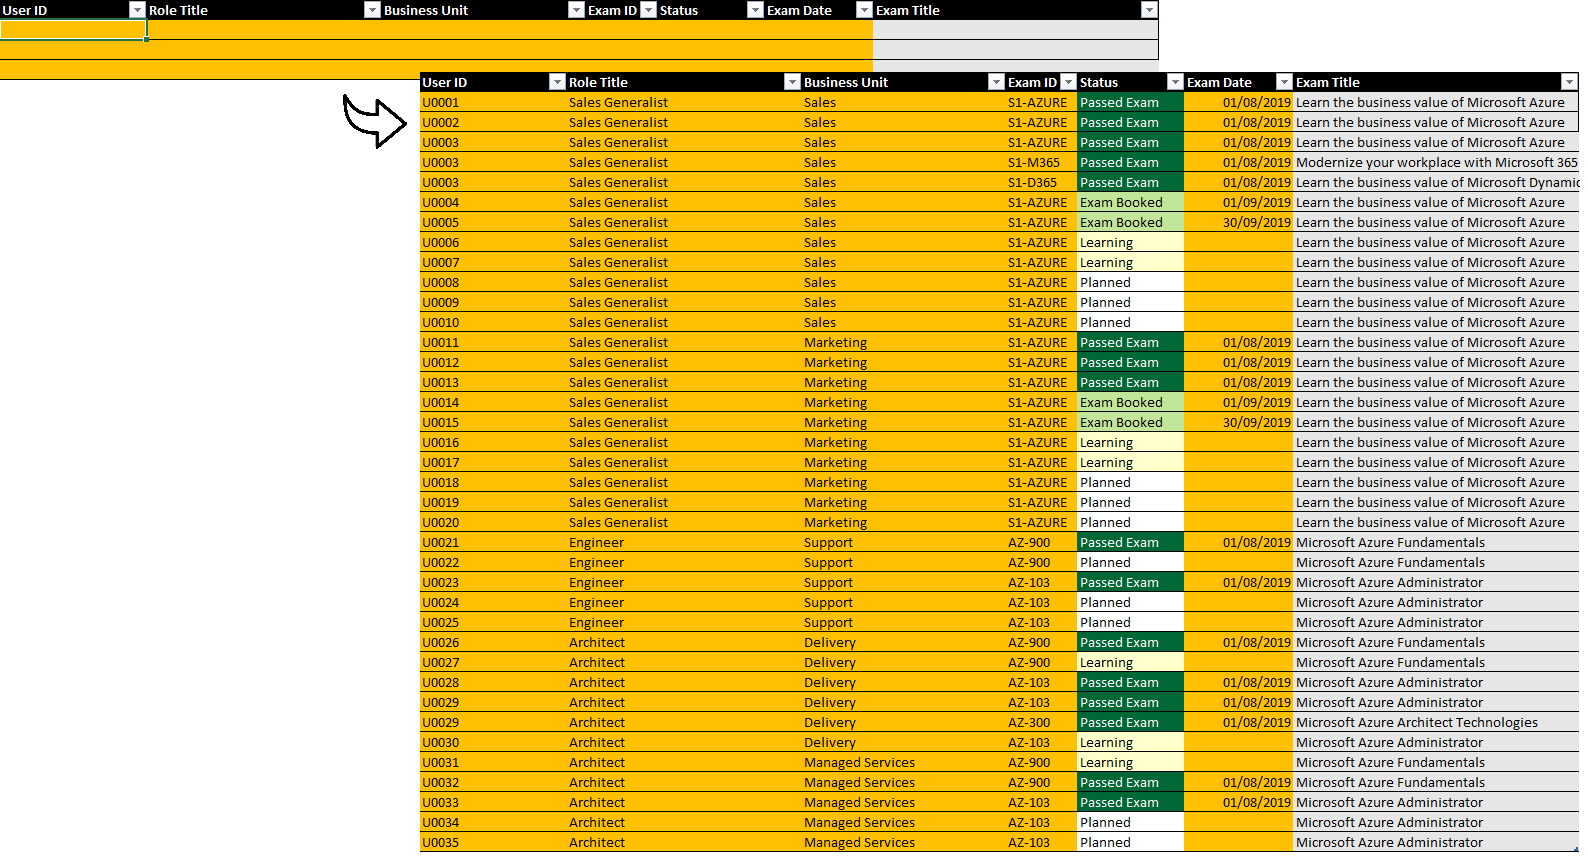 User ID Role Title Business Unit Exam ID Status Exam Date Exam Title
User ID Role Title Business Unit Exam ID Status Exam Date Exam Title
U0001 Sales Generalist Sales S1-AZURE Passed Exam 01/08/2019 Learn the business value of Microsoft Azure
U0002 Sales Generalist Sales S1-AZURE Passed Exam 01/08/2019 Learn the business value of Microsoft Azure
U0003 Sales Generalist Sales S1-AZURE Passed Exam 01/08/2019 Learn the business value of Microsoft Azure
U0003 Sales Generalist Sales S1-M365 Passed Exam 01/08/2019 Modernize your workplace with Microsoft 365
U0003 Sales Generalist Sales S1-D365 Passed Exam 01/08/2019 Learn the business value of Microsoft Dynamic
U0004 Sales Generalist Sales S1-AZURE Exam Booked 01/09/2019 Learn the business value of Microsoft Azure
U0005 Sales Generalist Sales S1-AZURE Exam Booked 30/09/2019 Learn the business value of Microsoft Azure
U0006 Sales Generalist Sales S1-AZURE Learning Learn the business value of Microsoft Azure
U0007 Sales Generalist Sales S1-AZURE Learning Learn the business value of Microsoft Azure
U0008 Sales Generalist Sales S1-AZURE Planned Learn the business value of Microsoft Azure
U0009 Sales Generalist Sales S1-AZURE Planned Learn the business value of Microsoft Azure
U0010 Sales Generalist Sales S1-AZURE Planned Learn the business value of Microsoft Azure
U0011 Sales Generalist Marketing S1-AZURE Passed Exam 01/08/2019 Learn the business value of Microsoft Azure
U0012 Sales Generalist Marketing S1-AZURE Passed Exam 01/08/2019 Learn the business value of Microsoft Azure
U0013 Sales Generalist Marketing S1-AZURE Passed Exam 01/08/2019 Learn the business value of Microsoft Azure
U0014 Sales Generalist Marketing S1-AZURE Exam Booked 01/09/2019 Learn the business value of Microsoft Azure
U0015 Sales Generalist Marketing S1-AZURE Exam Booked 30/09/2019 Learn the business value of Microsoft Azure
U0016 Sales Generalist Marketing S1-AZURE Learning Learn the business value of Microsoft Azure
U0017 Sales Generalist Marketing S1-AZURE Learning Learn the business value of Microsoft Azure
U0018 Sales Generalist Marketing S1-AZURE Planned Learn the business value of Microsoft Azure
U0019 Sales Generalist Marketing S1-AZURE Planned Learn the business value of Microsoft Azure
U0020 Sales Generalist Marketing S1-AZURE Planned Learn the business value of Microsoft Azure
U0021 Engineer Support AZ-900 Passed Exam 01/08/2019 Microsoft Azure Fundamentals
U0022 Engineer Support AZ-900 Planned Microsoft Azure Fundamentals
U0023 Engineer Support AZ-103 Passed Exam 01/08/2019 Microsoft Azure Administrator
U0024 Engineer Support AZ-103 Planned Microsoft Azure Administrator
U0025 Engineer Support AZ-103 Planned Microsoft Azure Administrator
U0026 Architect Delivery AZ-900 Passed Exam 01/08/2019 Microsoft Azure Fundamentals
U0027 Architect Delivery AZ-900 Learning Microsoft Azure Fundamentals
U0028 Architect Delivery AZ-103 Passed Exam 01/08/2019 Microsoft Azure Administrator
U0029 Architect Delivery AZ-103 Passed Exam 01/08/2019 Microsoft Azure Administrator
U0029 Architect Delivery AZ-300 Passed Exam 01/08/2019 Microsoft Azure Architect Technologies
U0030 Architect Delivery AZ-103 Learning Microsoft Azure Administrator
U0031 Architect Managed Services AZ-900 Learning Microsoft Azure Fundamentals
U0032 Architect Managed Services AZ-900 Passed Exam 01/08/2019 Microsoft Azure Fundamentals
U0033 Architect Managed Services AZ-103 Passed Exam 01/08/2019 Microsoft Azure Administrator
U0034 Architect Managed Services AZ-103 Planned Microsoft Azure Administrator
U0035 Architect Managed Services AZ-103 Planned Microsoft Azure Administrator